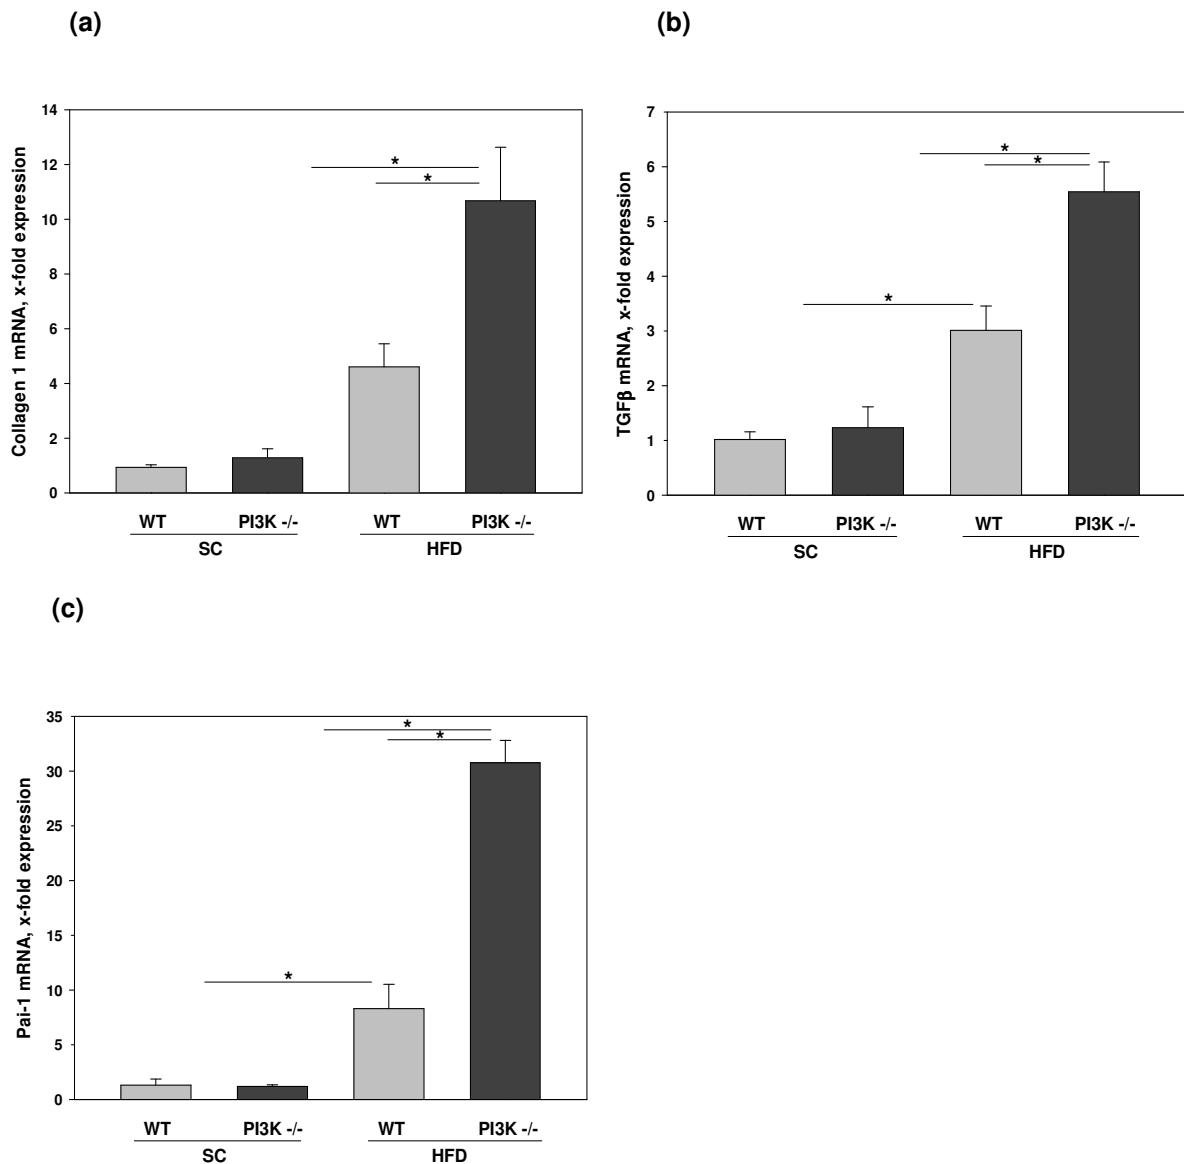 (a)
Collagen 1 mRNA, x-fold expression
14
12
10
8
6
4
2
0
*
*
WT PI3K -/- WT PI3K -/-
SC HFD
(b)
TGFβ mRNA, x-fold expression
7
6
5
4
3
2
1
0
*
*
*
WT PI3K -/- WT PI3K -/-
SC HFD
(c)
Pai-1 mRNA, x-fold expression
35
30
25
20
15
10
5
0
*
*
*
WT PI3K -/- WT PI3K -/-
SC HFD